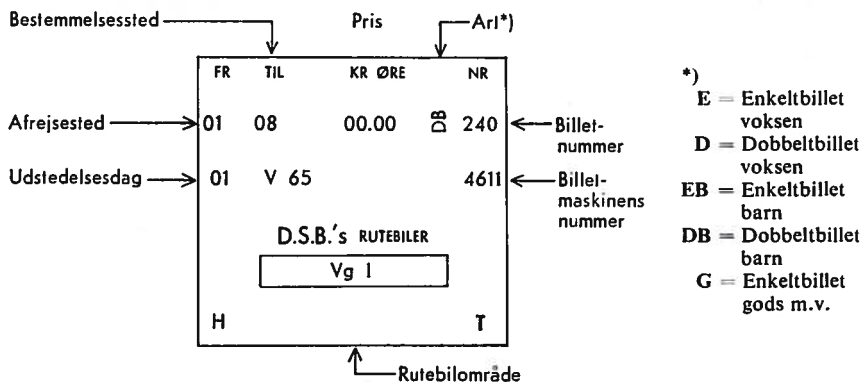 Bestemmelsessted
Pris
Art*)
FR TIL KR ØRE NR
Afrejsested
01 08 00.00 DB 240
Billet-
nummer
Udstedelsesdag
01 V 65 4611
Billet-
maskinens
nummer
D.S.B.'s RUTEBILER
Vg 1
H T
Rutebilområde
*)
E = Enkeltbillet
voksen
D = Dobbeltbillet
voksen
EB = Enkeltbillet
barn
DB = Dobbeltbillet
barn
G = Enkeltbillet
gods m.v.